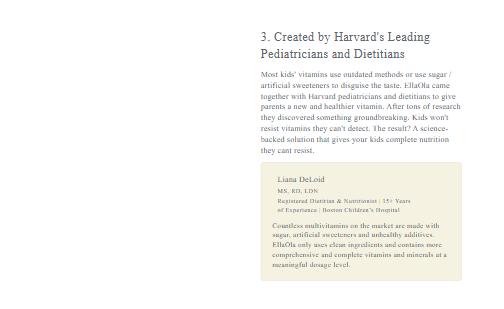 3. Created by Harvard's Leading
Pediatricians and Dietitians
Most kids' vitamins use outdated methods or use sugar /
artificial sweeteners to disguise the taste. EllaOla came
together with Harvard pediatricians and dietitians to give
parents a new and healthier vitamin. After tons of research
they discovered something groundbreaking. Kids won't
resist vitamins they can't detect. The result? A science-
backed solution that gives your kids complete nutrition
they cant resist.
Liana DeLoid
MS, RD, LDN
Registered Dietitian & Nutritionist | 15+ Years
of Experience | Boston Children's Hospital
Countless multivitamins on the market are made with
sugar, artificial sweeteners and unhealthy additives.
EllaOla only uses clean ingredients and contains more
comprehensive and complete vitamins and minerals at a
meaningful dosage level.